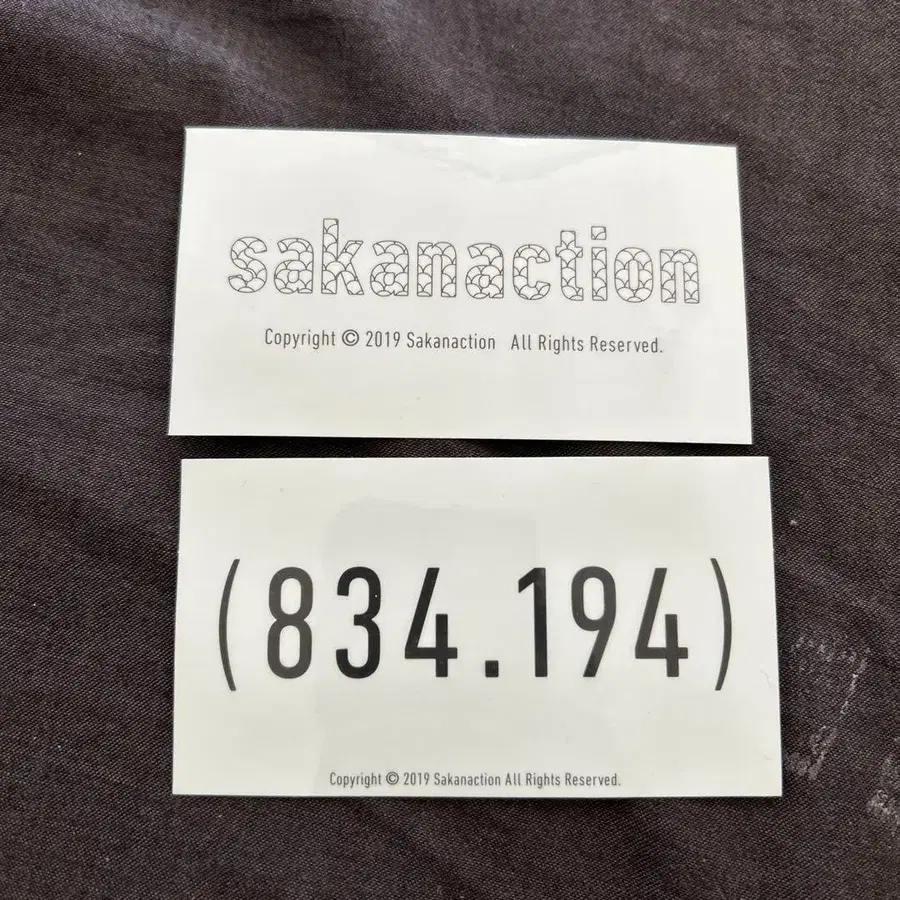 sakanaction
Copyright © 2019 Sakanaction All Rights Reserved.
(834.194)
Copyright © 2019 Sakanaction All Rights Reserved.